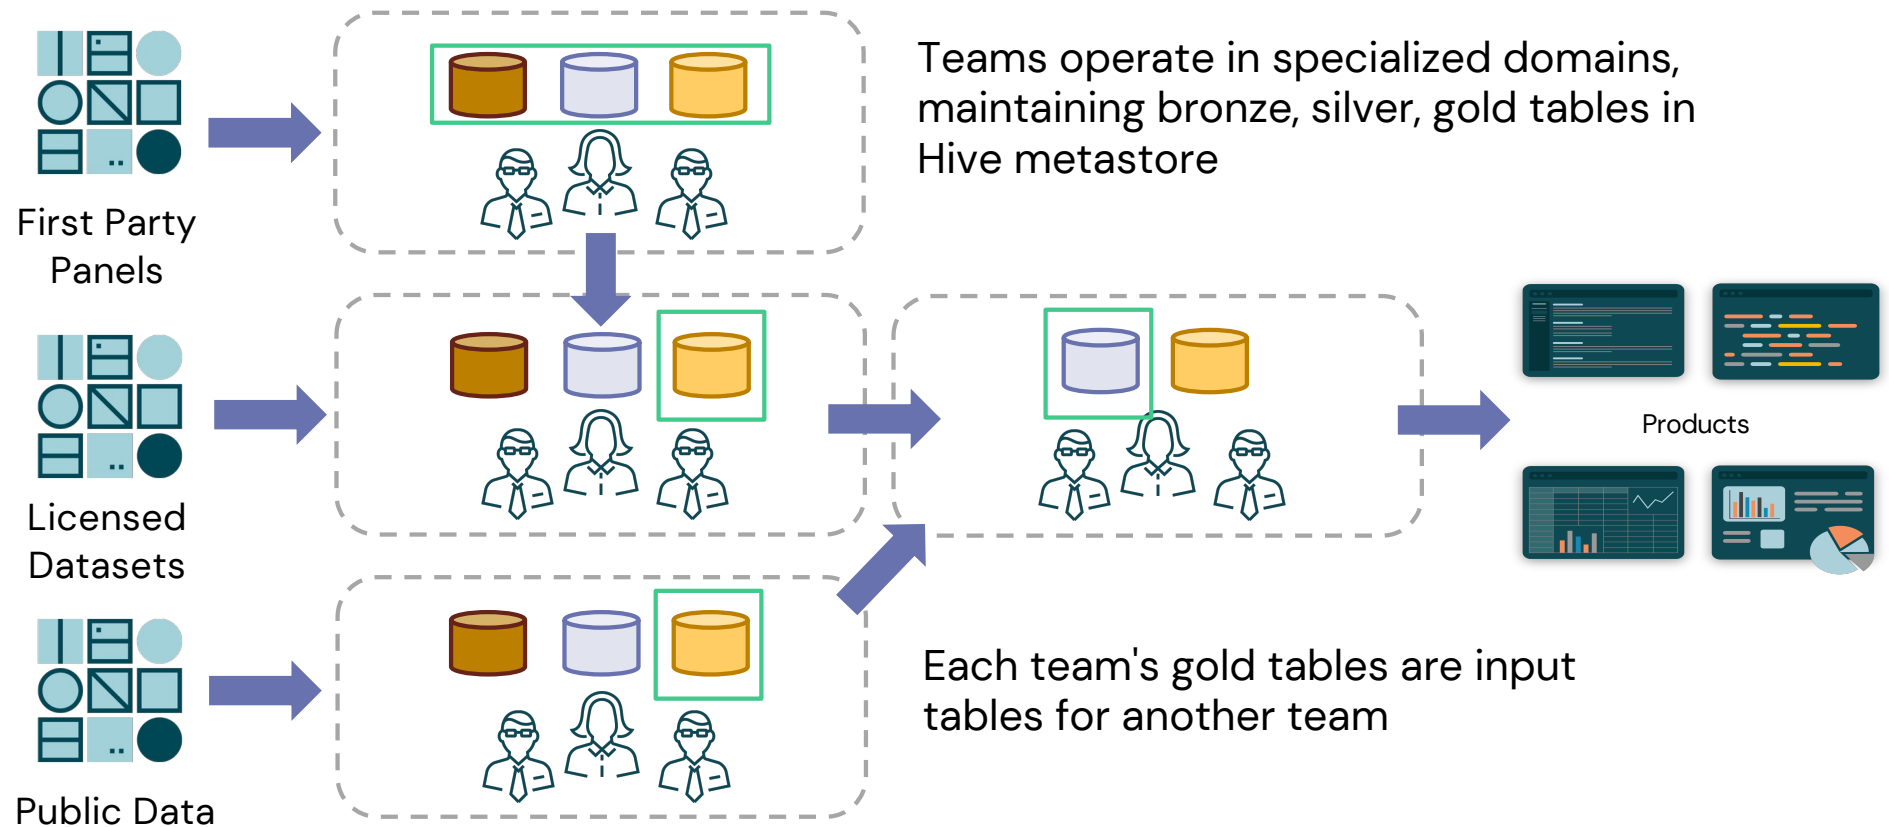 Teams operate in specialized domains,
maintaining bronze, silver, gold tables in
Hive metastore
First Party
Panels
Licensed
Datasets
Products
Each team's gold tables are input
tables for another team
Public Data